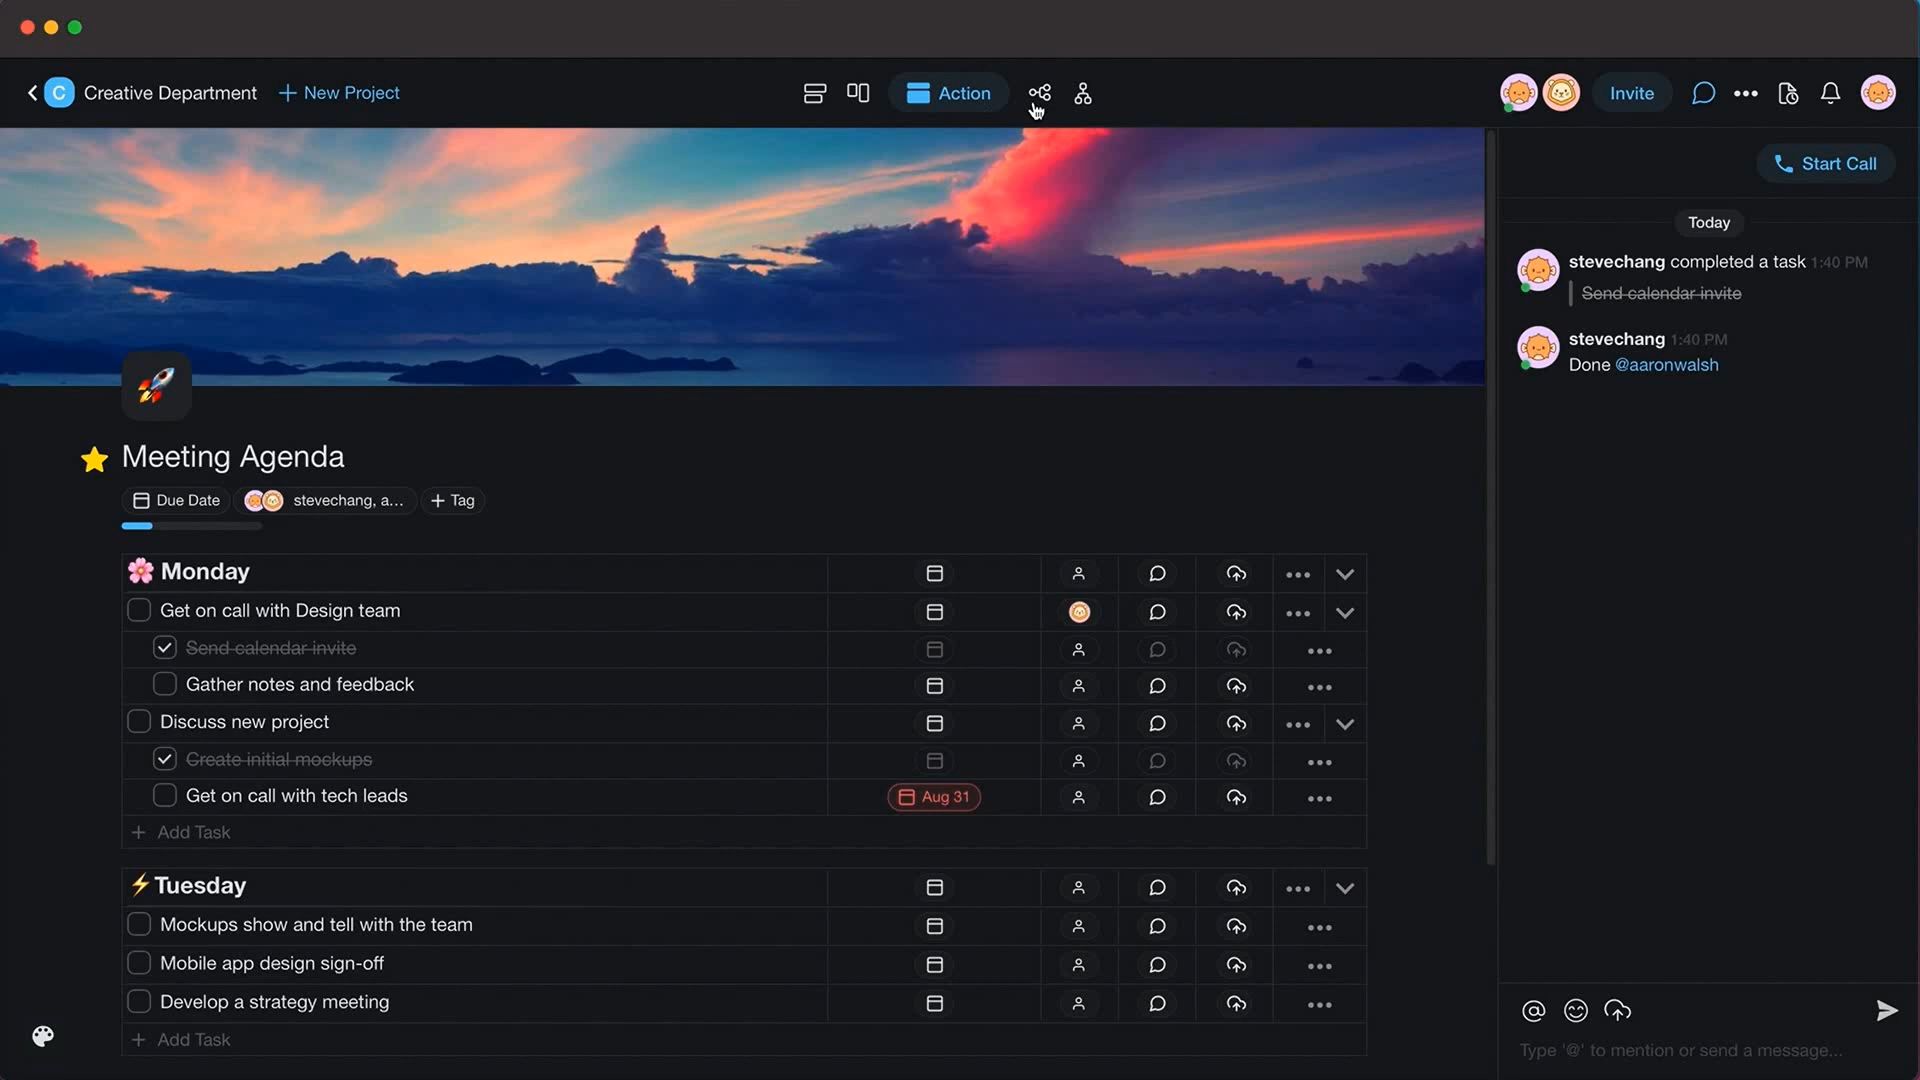 C Creative Department + New Project Action Invite
Start Call
Today
stevechang completed a task 1:40 PM
Send calendar invite
stevechang 1:40 PM
Done @aaronwalsh
Meeting Agenda
Due Date stevechang, a... + Tag
Monday
Get on call with Design team
Send calendar invite
Gather notes and feedback
Discuss new project
Create initial mockups
Get on call with tech leads Aug 31
+ Add Task
Tuesday
Mockups show and tell with the team
Mobile app design sign-off
Develop a strategy meeting
+ Add Task
Type '@' to mention or send a message...